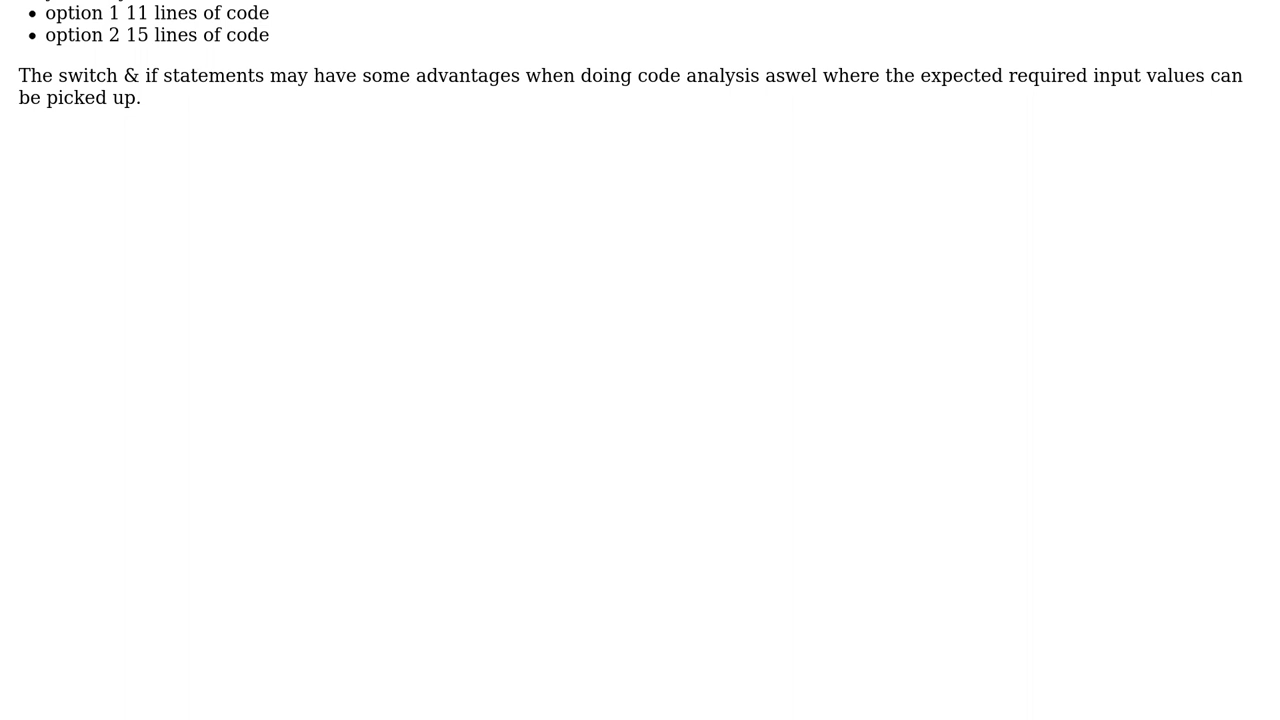 • option 1 11 lines of code
• option 2 15 lines of code
The switch & if statements may have some advantages when doing code analysis aswel where the expected required input values can
be picked up.